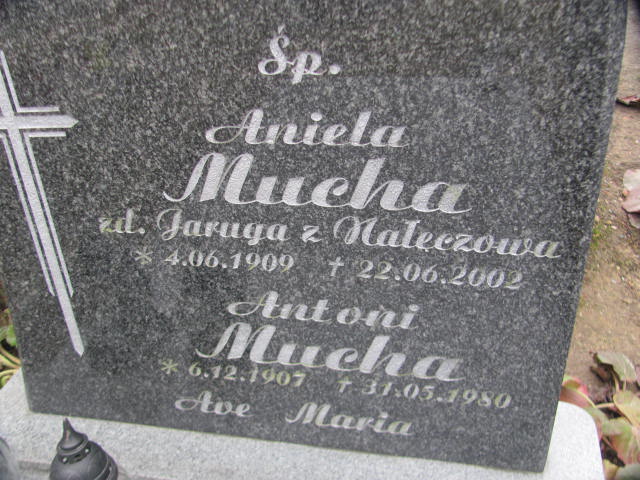 Śp.
Aniela
Mucha
zd. Jaruga z Nałęczowa
* 4.06.1909 † 22.06.2002
Antoni
Mucha
* 6.12.1907 † 31.05.1980
Ave Maria